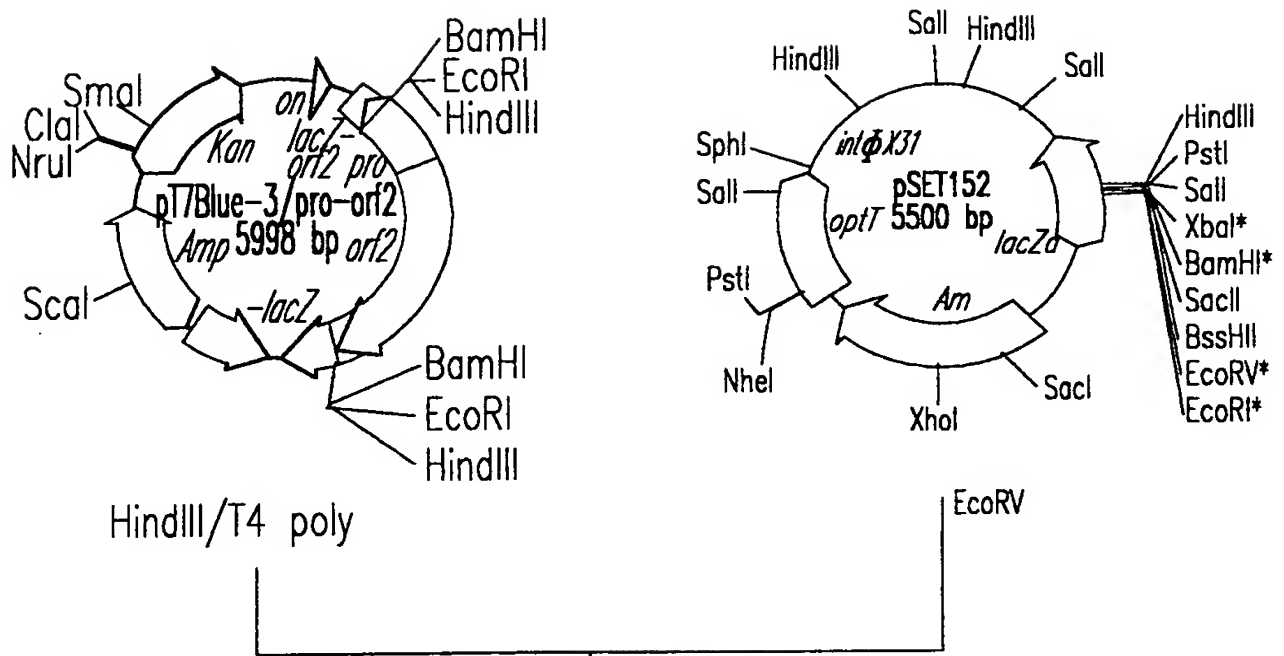 BamHI
EcoRI
HindIII
SmaI
ClaI
NruI
Kan
ori
lacZ-
orf2 pro
pT7Blue-3/pro-orf2
5998 bp
Amp
orf2
ScaI
-lacZ
BamHI
EcoRI
HindIII
HindIII/T4 poly
SalI
HindIII
HindIII
SalI
SphI
SalI
intΦX31
pSET152
5500 bp
optT
lacZa
HindIII
PstI
SalI
XbaI*
BamHI*
SacII
BssHII
EcoRV*
EcoRI*
PstI
NheI
Am
XhoI
SacI
EcoRV